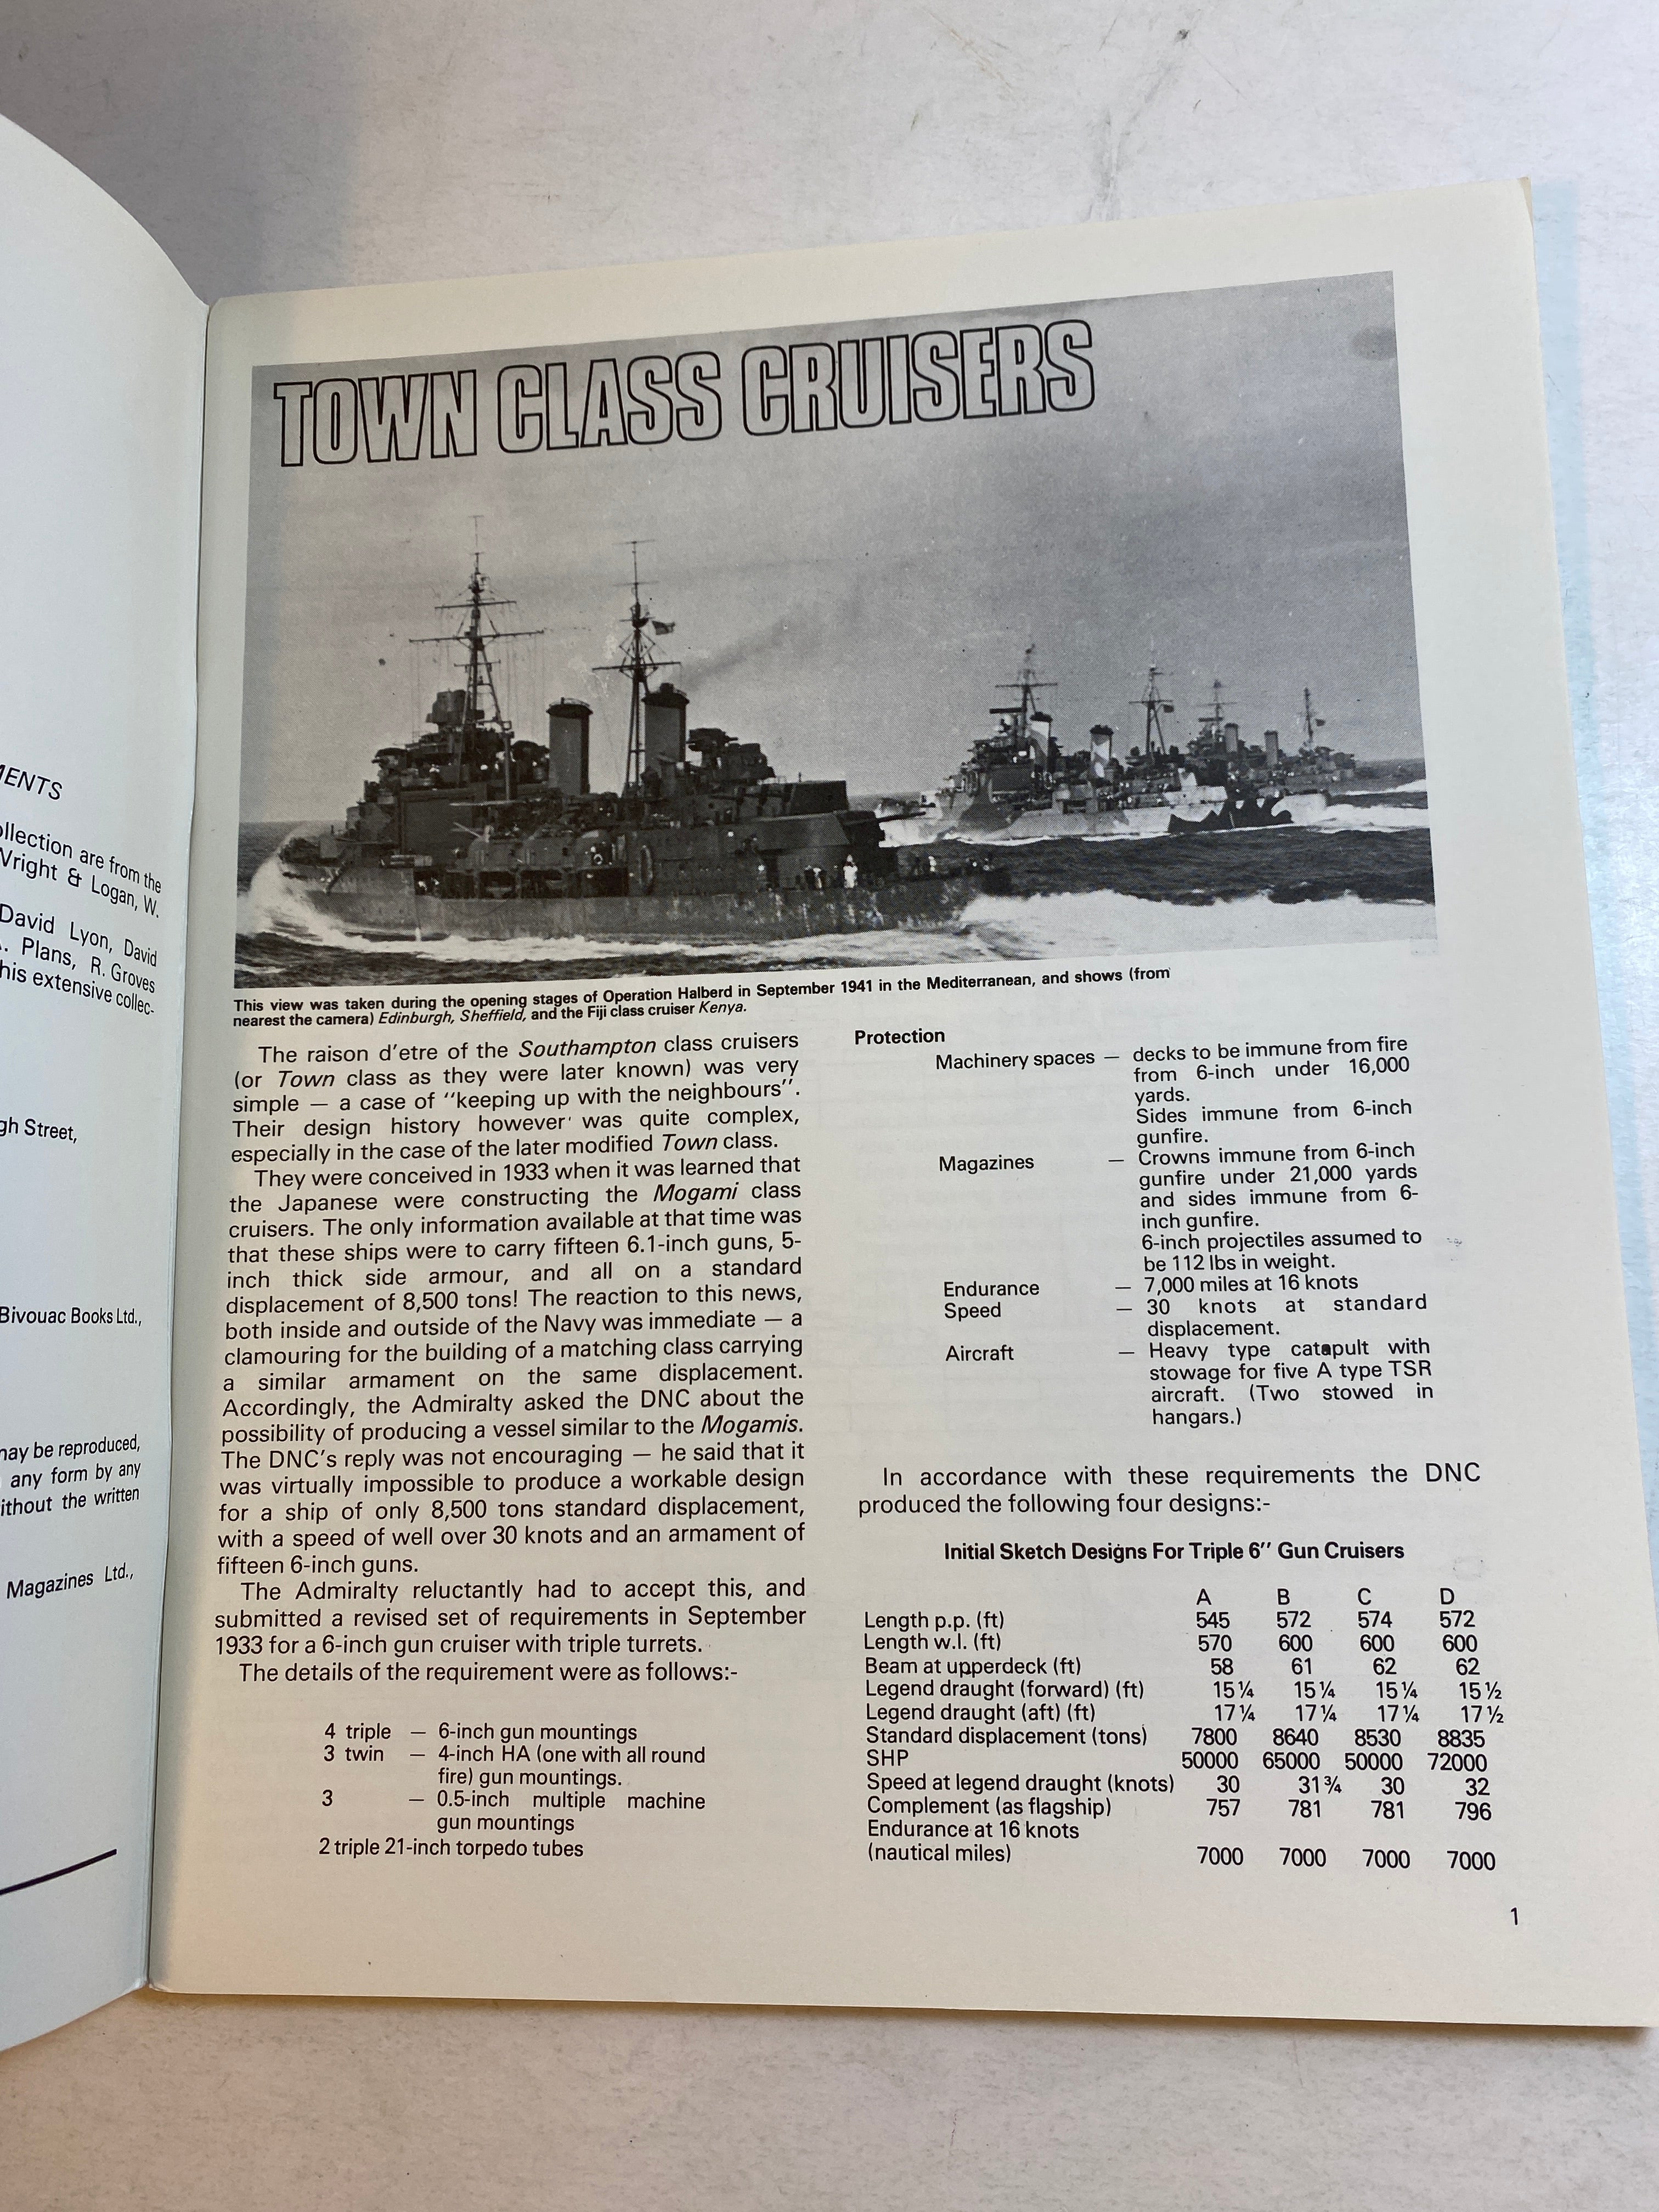 MENTS
ollection are from the
Wright & Logan, W.
David Lyon, David
. Plans, R. Groves
his extensive collec-
gh Street,
Bivouac Books Ltd.,
may be reproduced,
any form by any
ithout the written
Magazines Ltd.,
TOWN CLASS CRUISERS
This view was taken during the opening stages of Operation Halberd in September 1941 in the Mediterranean, and shows (from
nearest the camera) Edinburgh, Sheffield, and the Fiji class cruiser Kenya.
The raison d'etre of the Southampton class cruisers
(or Town class as they were later known) was very
simple — a case of "keeping up with the neighbours".
Their design history however was quite complex,
especially in the case of the later modified Town class.
They were conceived in 1933 when it was learned that
the Japanese were constructing the Mogami class
cruisers. The only information available at that time was
that these ships were to carry fifteen 6.1-inch guns, 5-
inch thick side armour, and all on a standard
displacement of 8,500 tons! The reaction to this news,
both inside and outside of the Navy was immediate — a
clamouring for the building of a matching class carrying
a similar armament on the same displacement.
Accordingly, the Admiralty asked the DNC about the
possibility of producing a vessel similar to the Mogamis.
The DNC's reply was not encouraging — he said that it
was virtually impossible to produce a workable design
for a ship of only 8,500 tons standard displacement,
with a speed of well over 30 knots and an armament of
fifteen 6-inch guns.
The Admiralty reluctantly had to accept this, and
submitted a revised set of requirements in September
1933 for a 6-inch gun cruiser with triple turrets.
The details of the requirement were as follows:-
4 triple — 6-inch gun mountings
3 twin — 4-inch HA (one with all round
fire) gun mountings.
3 — 0.5-inch multiple machine
gun mountings
2 triple 21-inch torpedo tubes
Protection
Machinery spaces — decks to be immune from fire
from 6-inch under 16,000
yards.
Sides immune from 6-inch
gunfire.
Magazines — Crowns immune from 6-inch
gunfire under 21,000 yards
and sides immune from 6-
inch gunfire.
6-inch projectiles assumed to
be 112 lbs in weight.
Endurance — 7,000 miles at 16 knots
Speed — 30 knots at standard
displacement.
Aircraft — Heavy type catapult with
stowage for five A type TSR
aircraft. (Two stowed in
hangars.)
In accordance with these requirements the DNC
produced the following four designs:-
Initial Sketch Designs For Triple 6" Gun Cruisers
A B C D
Length p.p. (ft) 545 572 574 572
Length w.l. (ft) 570 600 600 600
Beam at upperdeck (ft) 58 61 62 62
Legend draught (forward) (ft) 15¼ 15¼ 15¼ 15½
Legend draught (aft) (ft) 17¼ 17¼ 17¼ 17½
Standard displacement (tons) 7800 8640 8530 8835
SHP 50000 65000 50000 72000
Speed at legend draught (knots) 30 31¾ 30 32
Complement (as flagship) 757 781 781 796
Endurance at 16 knots
(nautical miles) 7000 7000 7000 7000
1